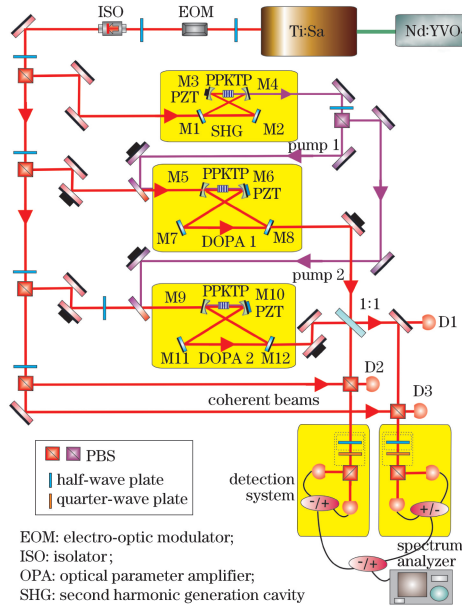 ISO EOM Ti:Sa Nd:YVO
M3 PPKTP M4
PZT
M1 SHG M2
pump 1
M5 PPKTP M6
PZT
M7 DOPA 1 M8
pump 2
M9 PPKTP M10
PZT
1:1
D1
M11 DOPA 2 M12
D2
D3
coherent beams
PBS
half-wave plate
quarter-wave plate
detection
system
-/+ +/-
-/+
spectrum
analyzer
EOM: electro-optic modulator;
ISO: isolator;
OPA: optical parameter amplifier;
SHG: second harmonic generation cavity